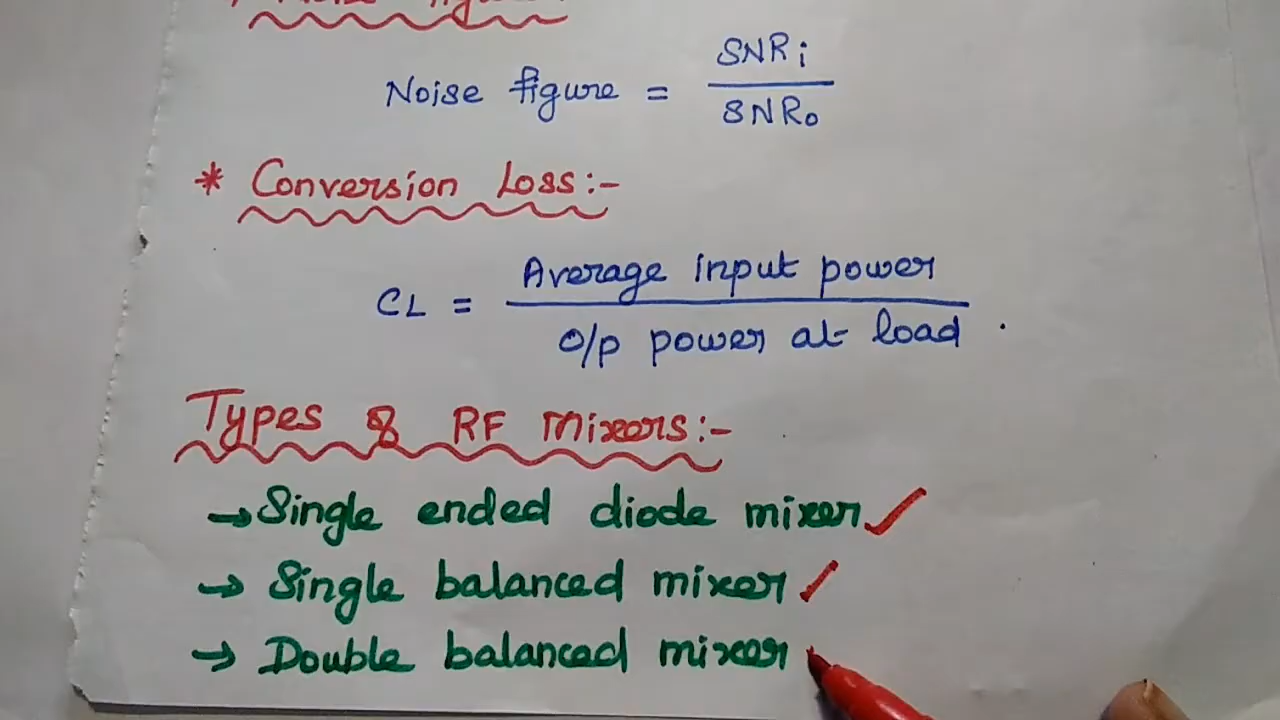 Noise figure = SNRi / SNRo
* Conversion Loss:-
CL = Average input power / o/p power at load .
Types & RF Mixers:-
→ Single ended diode mixer ✓
→ Single balanced mixer
→ Double balanced mixer